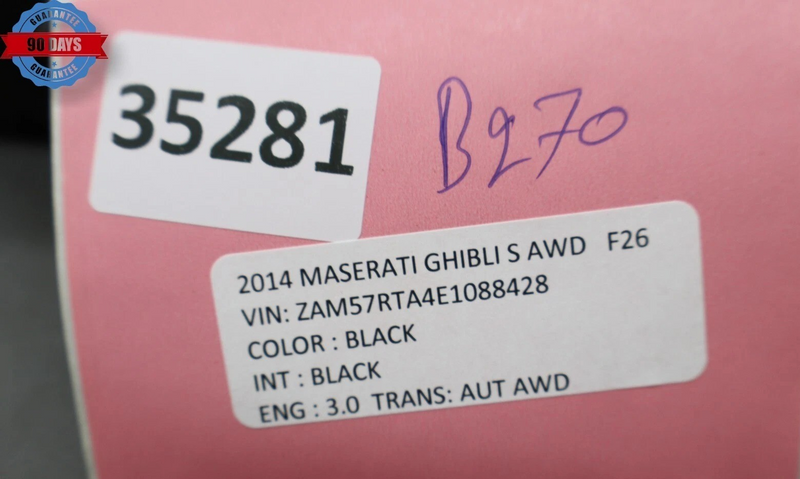 GUARANTEE
90 DAYS
GUARANTEE
35281
B270
2014 MASERATI GHIBLI S AWD F26
VIN: ZAM57RTA4E1088428
COLOR : BLACK
INT : BLACK
ENG : 3.0 TRANS: AUT AWD